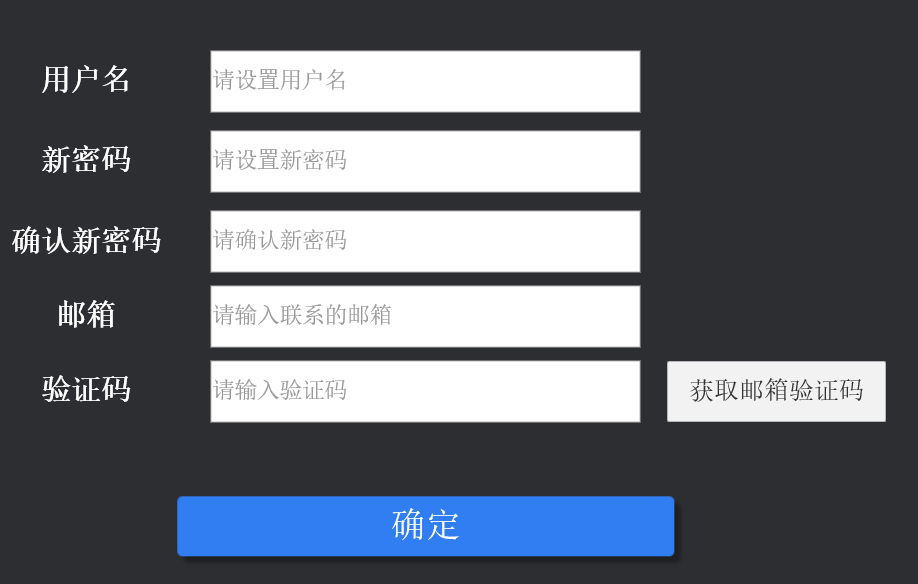 用户名
请设置用户名
新密码
请设置新密码
确认新密码
请确认新密码
邮箱
请输入联系的邮箱
验证码
请输入验证码
获取邮箱验证码
确定